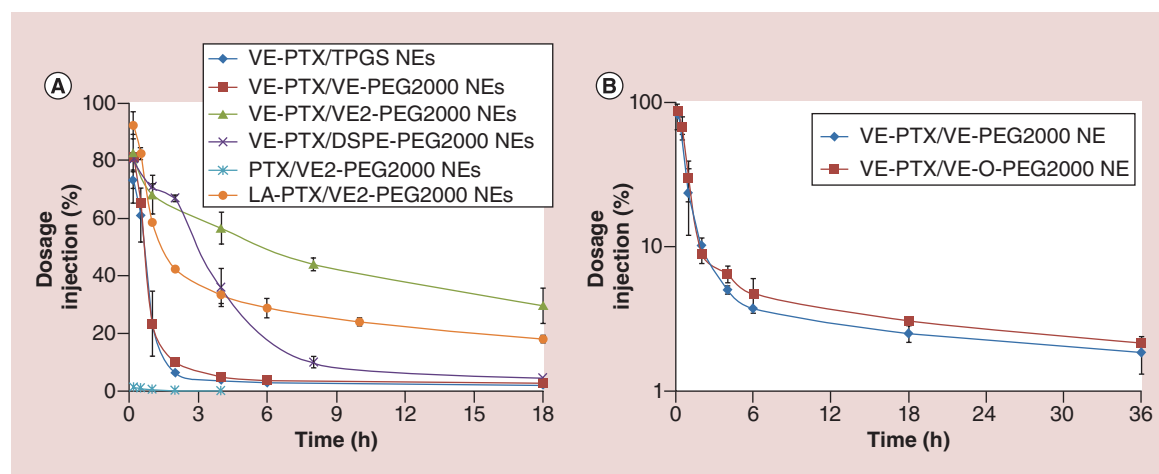 A
VE-PTX/TPGS NEs
VE-PTX/VE-PEG2000 NEs
VE-PTX/VE2-PEG2000 NEs
VE-PTX/DSPE-PEG2000 NEs
PTX/VE2-PEG2000 NEs
LA-PTX/VE2-PEG2000 NEs
100
80
60
40
20
0
Dosage
injection (%)
0 3 6 9 12 15 18
Time (h)
B
VE-PTX/VE-PEG2000 NE
VE-PTX/VE-O-PEG2000 NE
100
10
1
Dosage
injection (%)
0 6 12 18 24 30 36
Time (h)